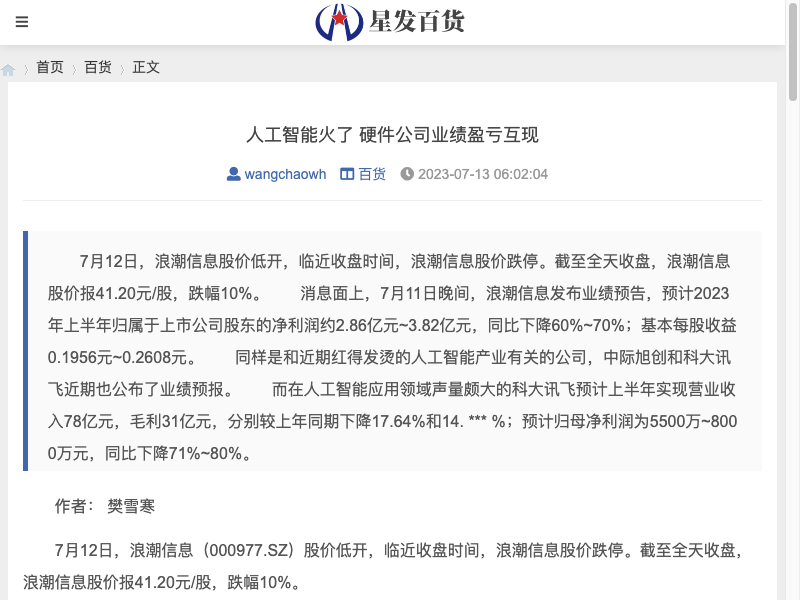 星发百货
首页
百货
正文
人工智能火了 硬件公司业绩盈亏互现
wangchaowh 百货 2023-07-13 06:02:04
7月12日，浪潮信息股价低开，临近收盘时间，浪潮信息股价跌停。截至全天收盘，浪潮信息
股价报41.20元/股，跌幅10%。 消息面上，7月11日晚间，浪潮信息发布业绩预告，预计2023
年上半年归属于上市公司股东的净利润约2.86亿元~3.82亿元，同比下降60%~70%；基本每股收益
0.1956元~0.2608元。 同样是和近期红得发烫的人工智能产业有关的公司，中际旭创和科大讯
飞近期也公布了业绩预报。 而在人工智能应用领域声量颇大的科大讯飞预计上半年实现营业收
入78亿元，毛利31亿元，分别较上年同期下降17.64%和14. *** %；预计归母净利润为5500万~800
0万元，同比下降71%~80%。
作者： 樊雪寒
7月12日，浪潮信息（000977.SZ）股价低开，临近收盘时间，浪潮信息股价跌停。截至全天收盘，
浪潮信息股价报41.20元/股，跌幅10%。